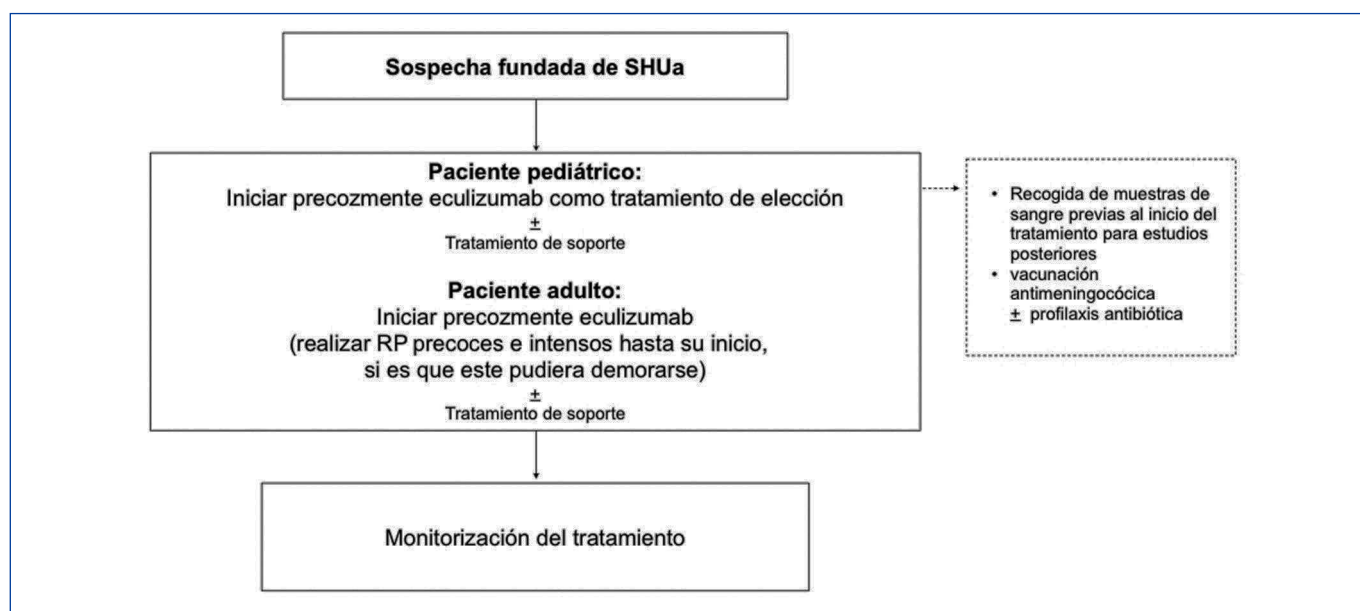 Sospecha fundada de SHUa
Paciente pediátrico:
Iniciar precozmente eculizumab como tratamiento de elección
±
Tratamiento de soporte
Paciente adulto:
Iniciar precozmente eculizumab
(realizar RP precoces e intensos hasta su inicio,
si es que este pudiera demorarse)
±
Tratamiento de soporte
• Recogida de muestras de
sangre previas al inicio del
tratamiento para estudios
posteriores
• vacunación
antimeningocócica
± profilaxis antibiótica
Monitorización del tratamiento